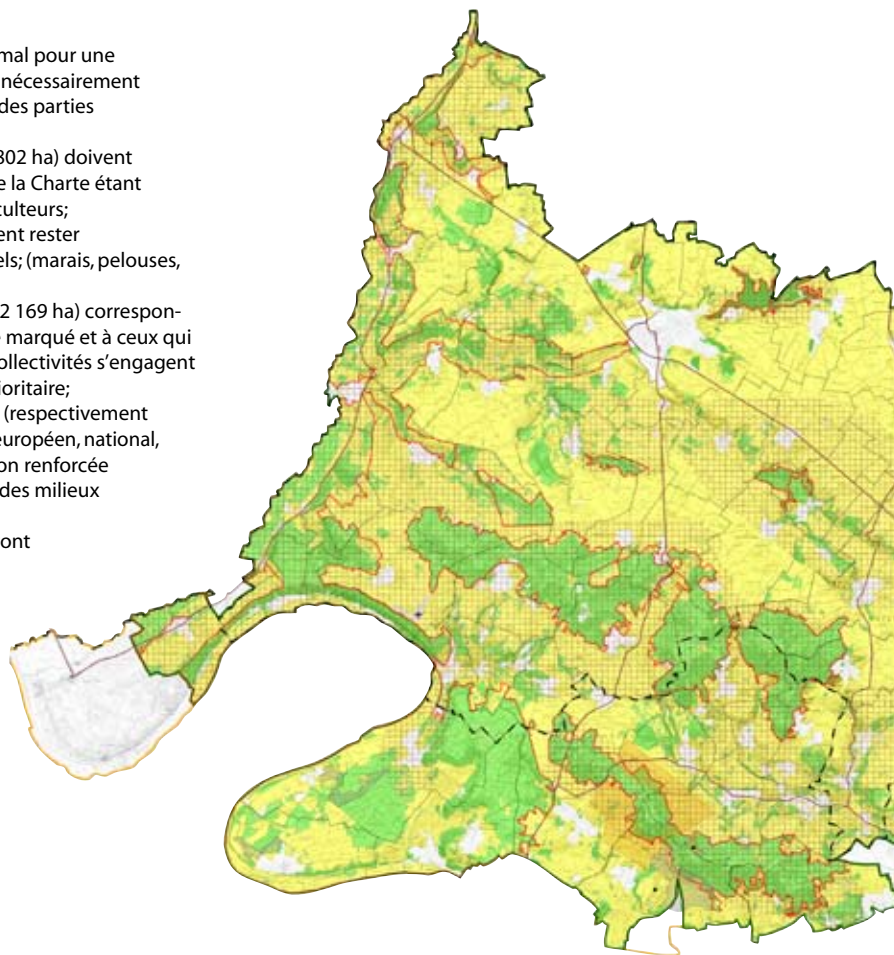 mal pour une
nécessairement
des parties
802 ha) doivent
e la Charte étant
culteurs;
ent rester
els; (marais, pelouses,
2 169 ha) correspon-
e marqué et à ceux qui
ollectivités s'engagent
ioritaire;
(respectivement
européen, national,
on renforcée
des milieux
ont